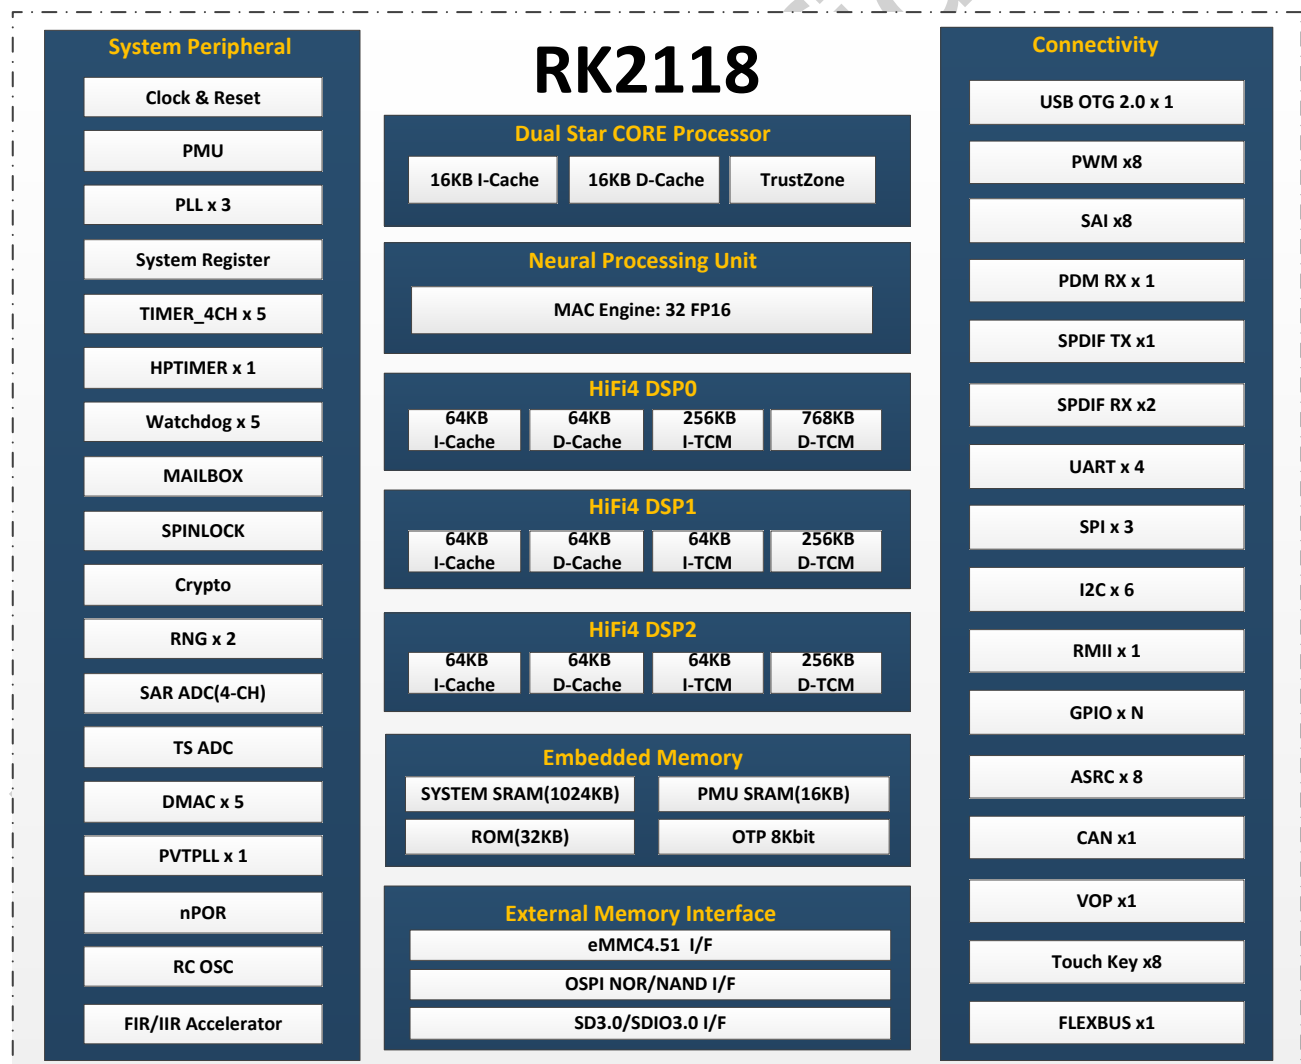 System Peripheral
Clock & Reset
PMU
PLL x 3
System Register
TIMER_4CH x 5
HPTIMER x 1
Watchdog x 5
MAILBOX
SPINLOCK
Crypto
RNG x 2
SAR ADC(4-CH)
TS ADC
DMAC x 5
PVTPLL x 1
nPOR
RC OSC
FIR/IIR Accelerator
RK2118
Dual Star CORE Processor
16KB I-Cache
16KB D-Cache
TrustZone
Neural Processing Unit
MAC Engine: 32 FP16
HiFi4 DSP0
64KB
I-Cache
64KB
D-Cache
256KB
I-TCM
768KB
D-TCM
HiFi4 DSP1
64KB
I-Cache
64KB
D-Cache
64KB
I-TCM
256KB
D-TCM
HiFi4 DSP2
64KB
I-Cache
64KB
D-Cache
64KB
I-TCM
256KB
D-TCM
Embedded Memory
SYSTEM SRAM(1024KB)
PMU SRAM(16KB)
ROM(32KB)
OTP 8Kbit
External Memory Interface
eMMC4.51 I/F
OSPI NOR/NAND I/F
SD3.0/SDIO3.0 I/F
Connectivity
USB OTG 2.0 x 1
PWM x8
SAI x8
PDM RX x 1
SPDIF TX x1
SPDIF RX x2
UART x 4
SPI x 3
I2C x 6
RMII x 1
GPIO x N
ASRC x 8
CAN x1
VOP x1
Touch Key x8
FLEXBUS x1